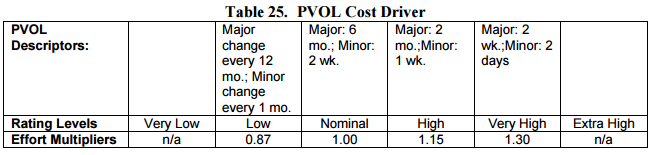 Table 25. PVOL Cost Driver
PVOL Descriptors: | | Major change every 12 mo.; Minor change every 1 mo. | Major: 6 mo.; Minor: 2 wk. | Major: 2 mo.;Minor: 1 wk. | Major: 2 wk.;Minor: 2 days |
Rating Levels | Very Low | Low | Nominal | High | Very High | Extra High
Effort Multipliers | n/a | 0.87 | 1.00 | 1.15 | 1.30 | n/a